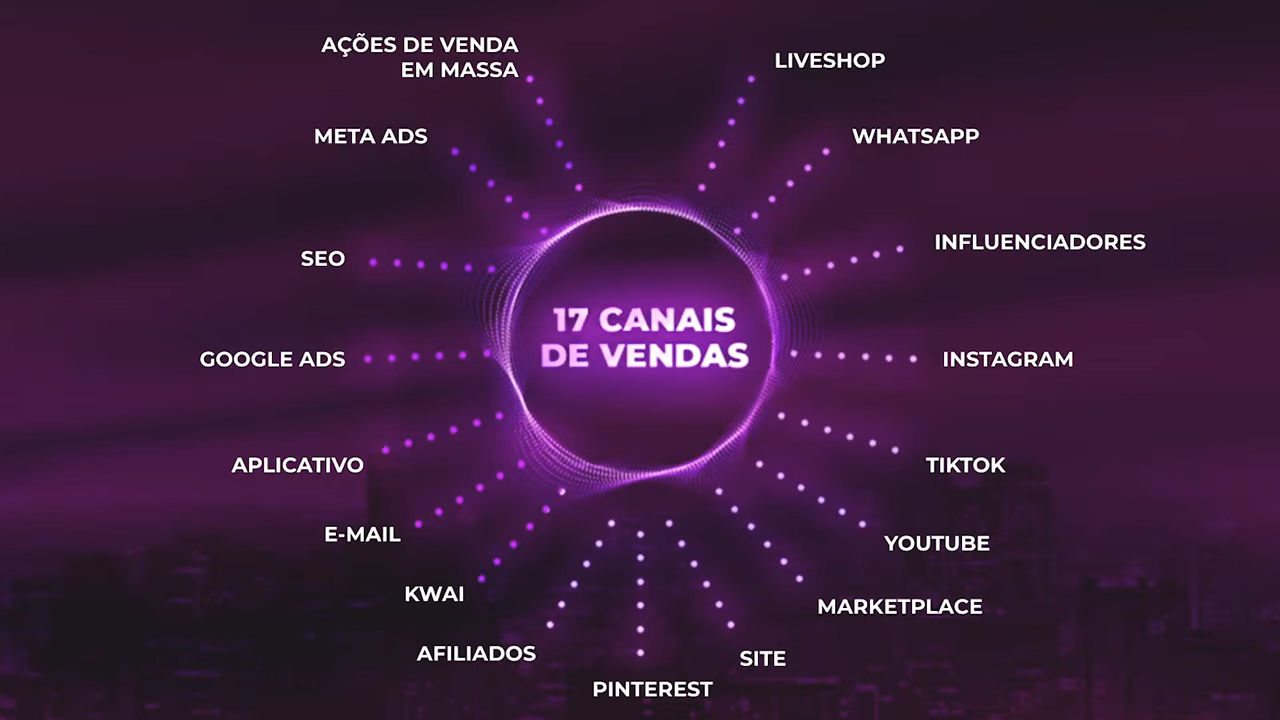 AÇÕES DE VENDA
EM MASSA
LIVESHOP
META ADS
WHATSAPP
INFLUENCIADORES
SEO
17 CANAIS
DE VENDAS
GOOGLE ADS
INSTAGRAM
APLICATIVO
TIKTOK
E-MAIL
YOUTUBE
KWAI
MARKETPLACE
AFILIADOS
SITE
PINTEREST